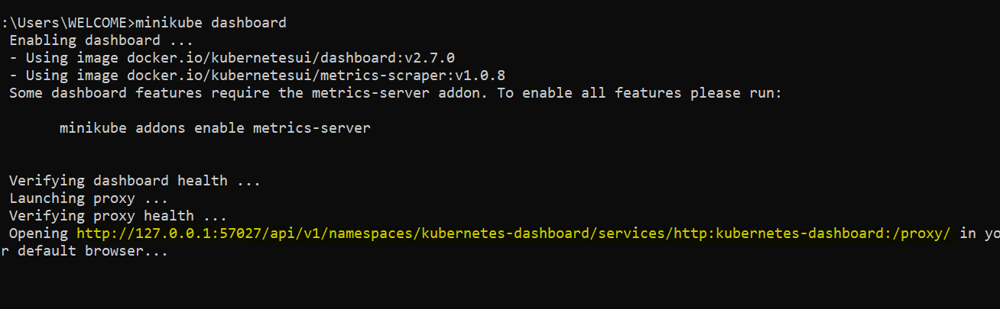 :\Users\WELCOME>minikube dashboard
Enabling dashboard ...
- Using image docker.io/kubernetesui/dashboard:v2.7.0
- Using image docker.io/kubernetesui/metrics-scraper:v1.0.8
Some dashboard features require the metrics-server addon. To enable all features please run:
minikube addons enable metrics-server
Verifying dashboard health ...
Launching proxy ...
Verifying proxy health ...
Opening http://127.0.0.1:57027/api/v1/namespaces/kubernetes-dashboard/services/http:kubernetes-dashboard:/proxy/ in yo
r default browser...